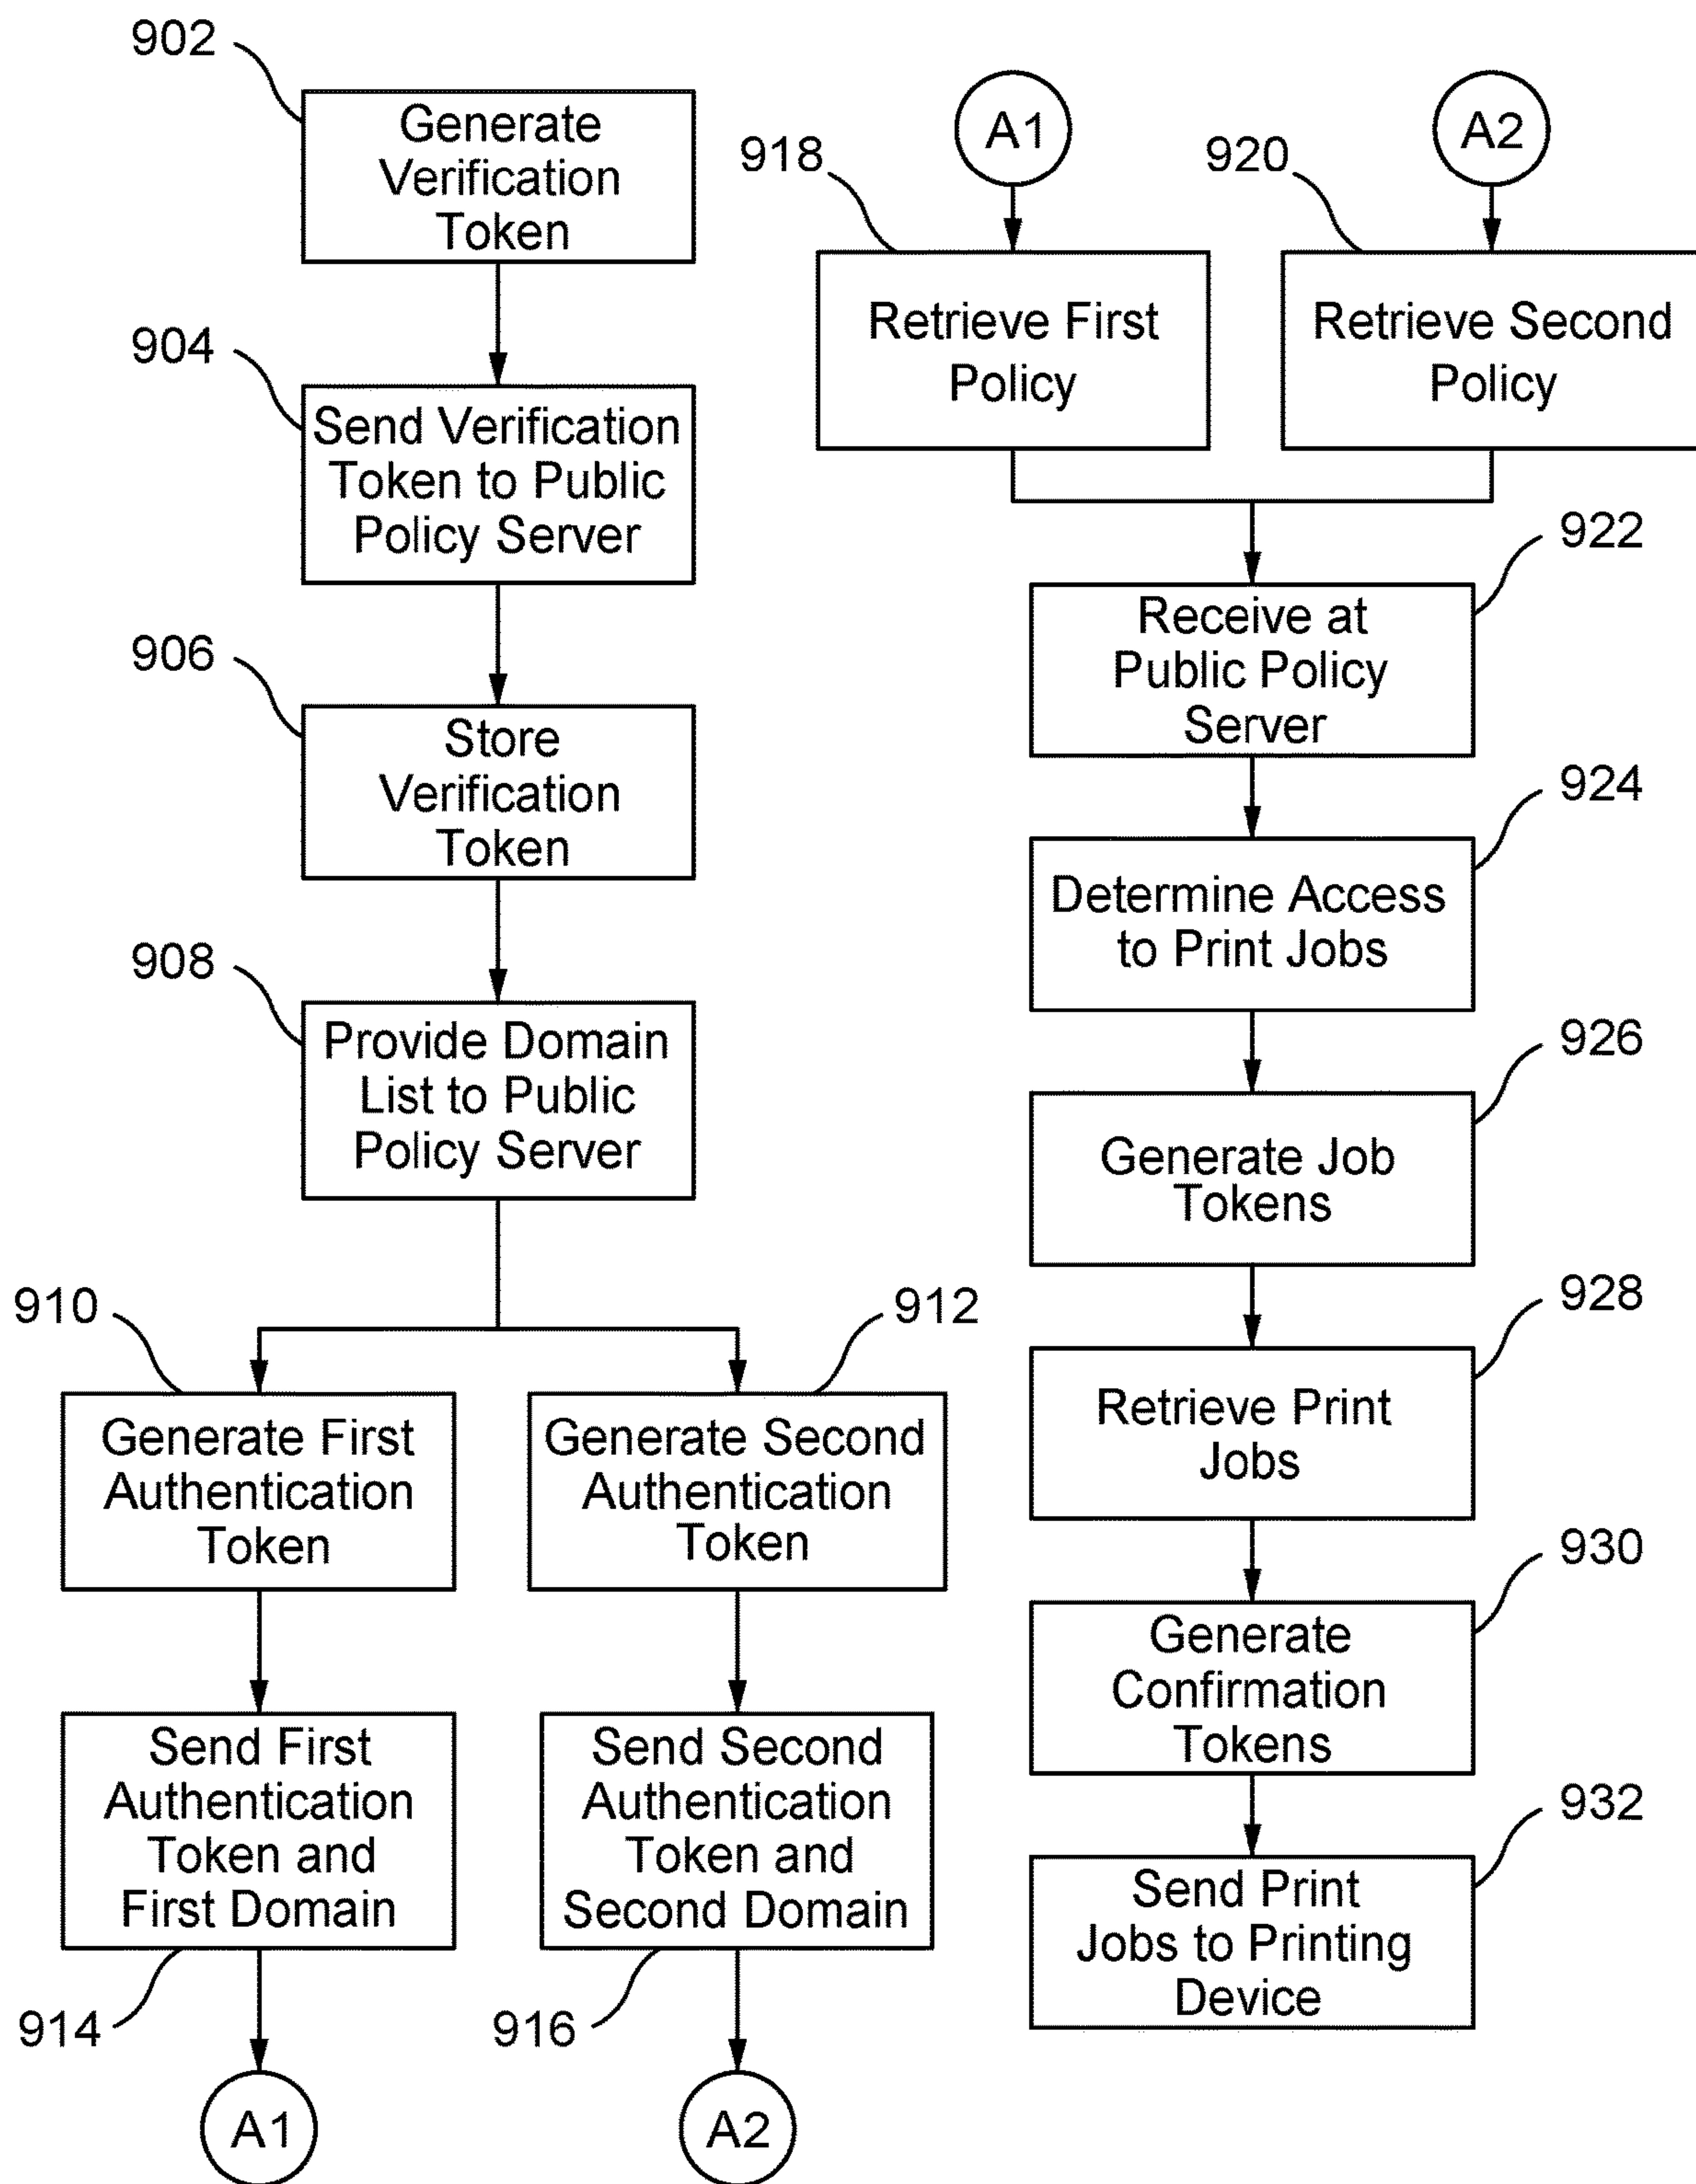 902
Generate
Verification
Token
904
Send Verification
Token to Public
Policy Server
906
Store
Verification
Token
908
Provide Domain
List to Public
Policy Server
910
Generate First
Authentication
Token
912
Generate Second
Authentication
Token
Send First
Authentication
Token and
First Domain
914
Send Second
Authentication
Token and
Second Domain
916
A1
A2
A1
918
Retrieve First
Policy
A2
920
Retrieve Second
Policy
922
Receive at
Public Policy
Server
924
Determine Access
to Print Jobs
926
Generate Job
Tokens
928
Retrieve Print
Jobs
930
Generate
Confirmation
Tokens
932
Send Print
Jobs to Printing
Device